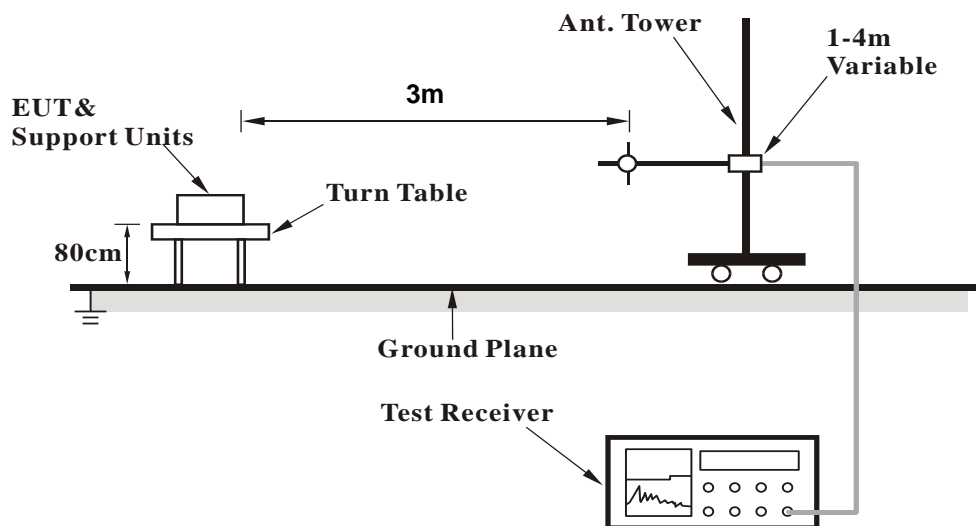 Ant. Tower
1-4m
Variable
3m
EUT&
Support Units
Turn Table
80cm
Ground Plane
Test Receiver